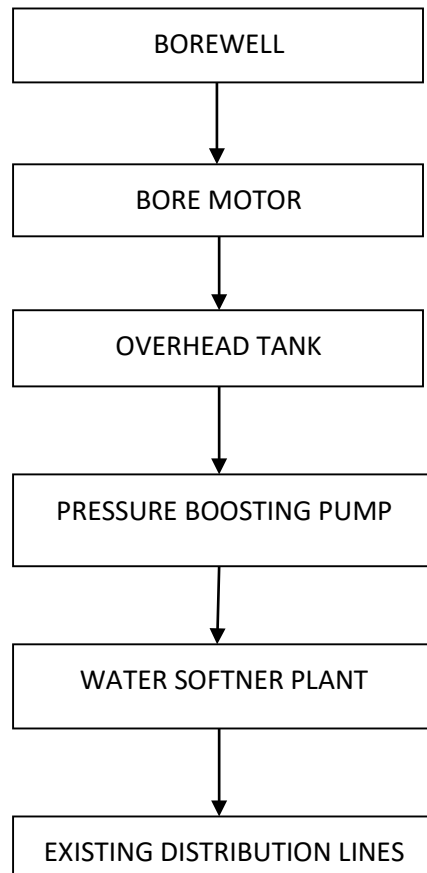 BOREWELL
BORE MOTOR
OVERHEAD TANK
PRESSURE BOOSTING PUMP
WATER SOFTNER PLANT
EXISTING DISTRIBUTION LINES